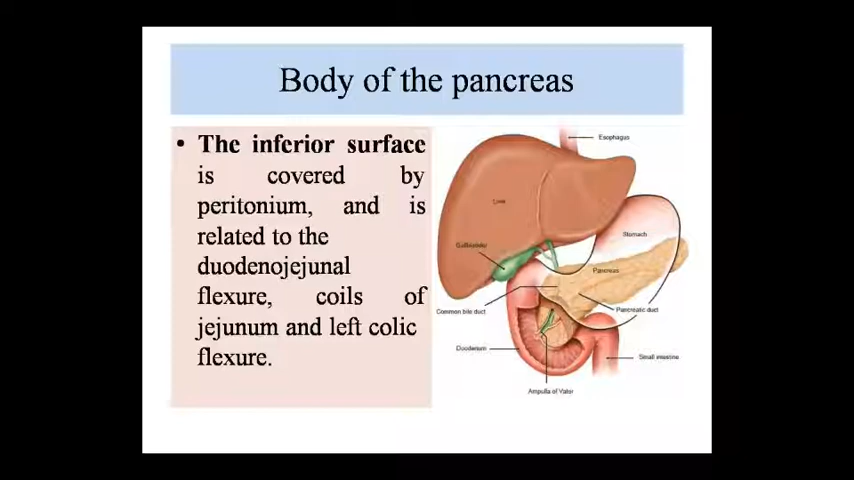 Body of the pancreas
• The inferior surface
is covered by
peritonium, and is
related to the
duodenojejunal
flexure, coils of
jejunum and left colic
flexure.
Esophagus
Liver
Stomach
Gallbladder
Pancreas
Common bile duct
Pancreatic duct
Duodenum
Small intestine
Ampulla of Vater